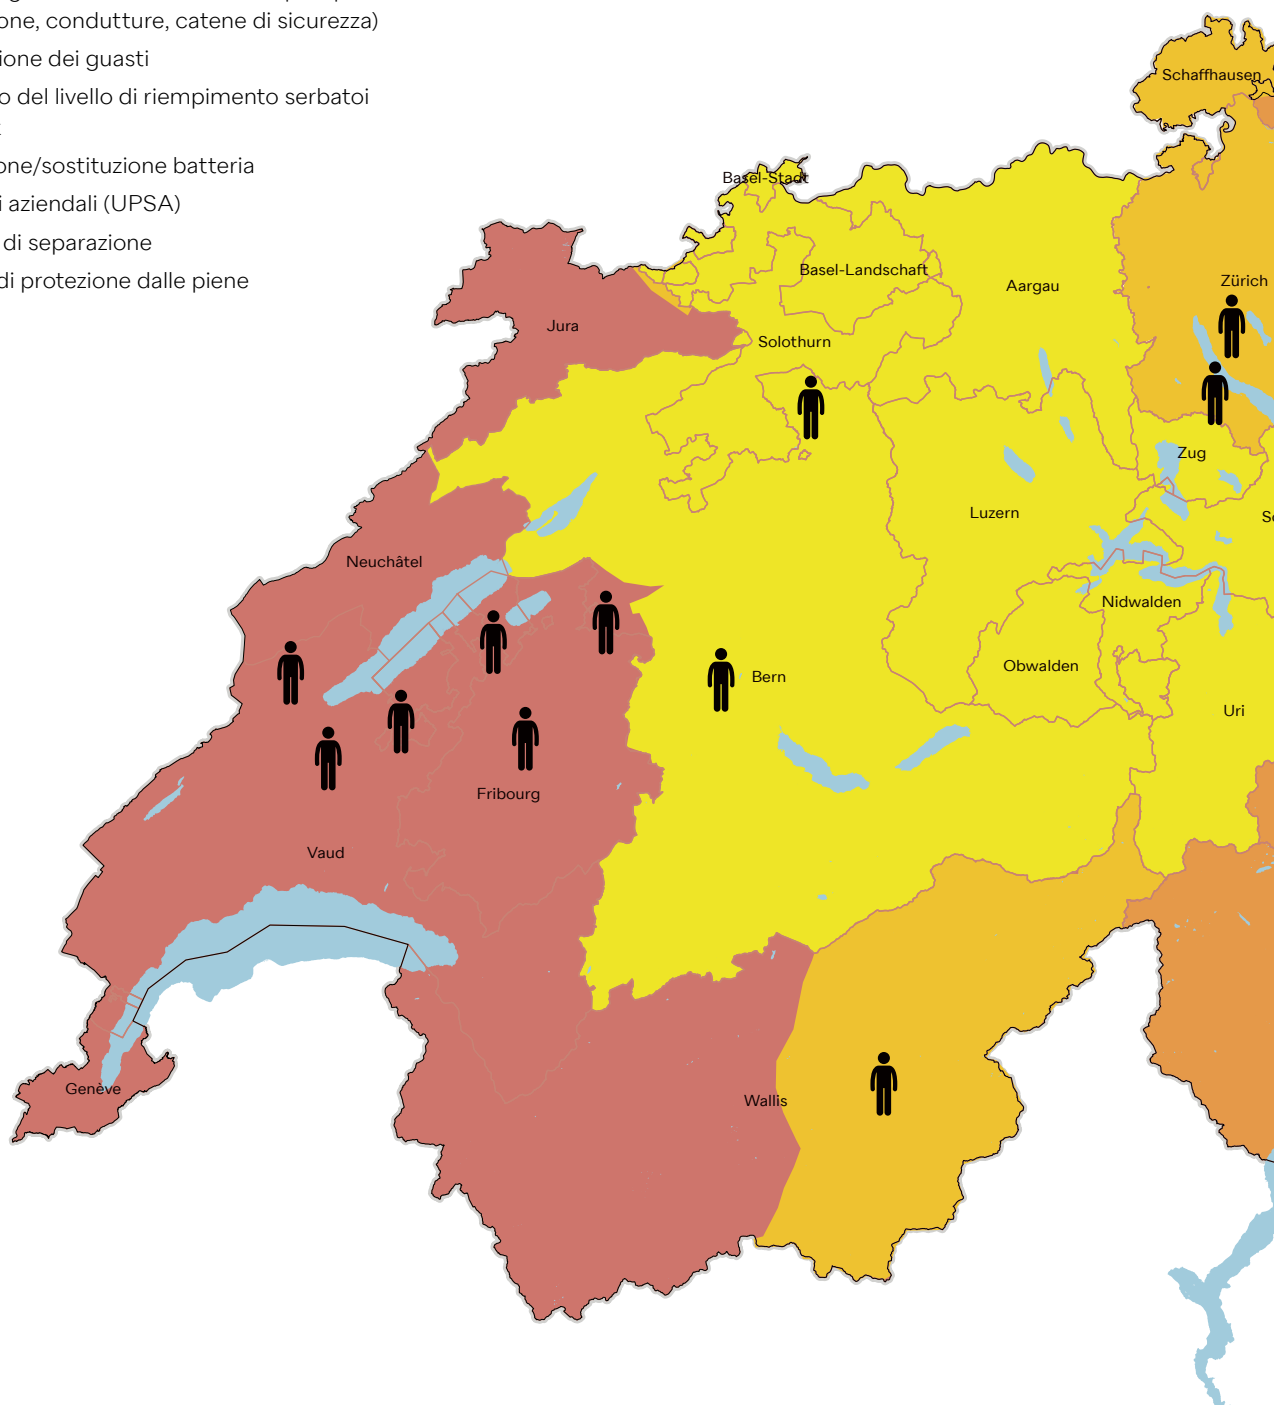 one, condutture, catene di sicurezza)
ione dei guasti
o del livello di riempimento serbatoi
one/sostituzione batteria
i aziendali (UPSA)
di separazione
di protezione dalle piene
Schaffhausen
Basel-Stadt
Basel-Landschaft
Aargau
Zürich
Jura
Solothurn
Zug
Luzern
Neuchâtel
Nidwalden
Obwalden
Bern
Uri
Fribourg
Vaud
Genève
Wallis